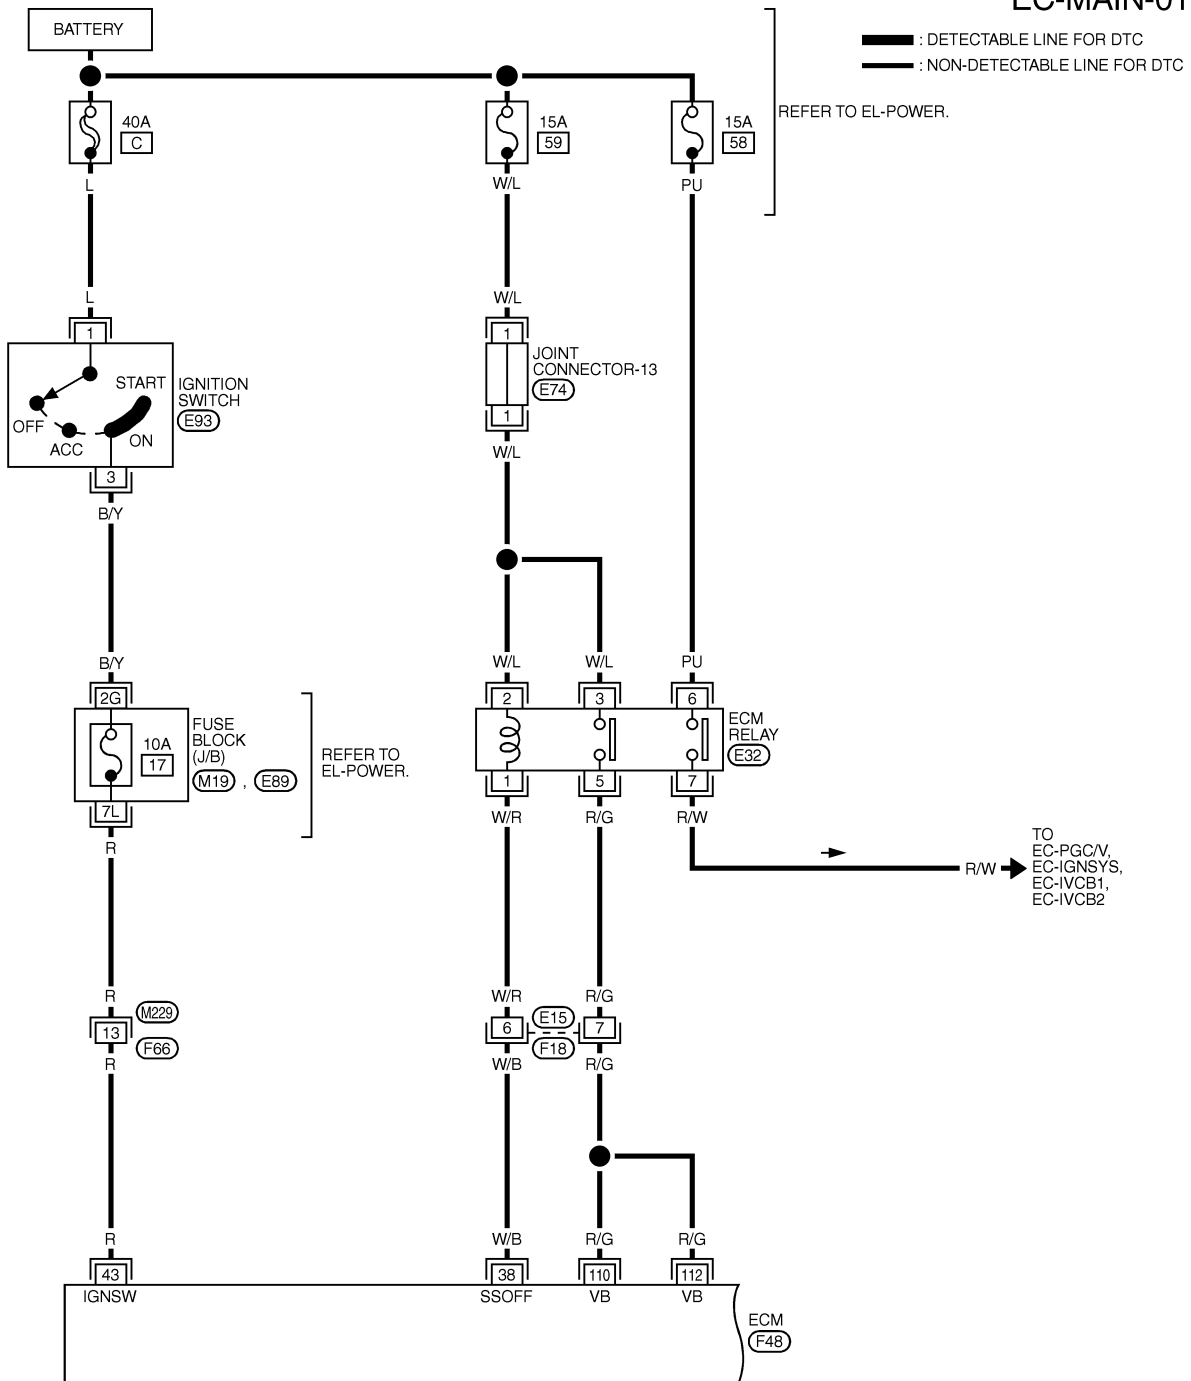 EC-MAIN-01
BATTERY
: DETECTABLE LINE FOR DTC
: NON-DETECTABLE LINE FOR DTC
REFER TO EL-POWER.
40A
C
15A
59
15A
58
L
W/L
PU
L
W/L
1
1
JOINT
CONNECTOR-13
E74
1
START
OFF
ACC
ON
IGNITION
SWITCH
E93
3
B/Y
W/L
B/Y
W/L
W/L
PU
2G
2
3
6
10A
17
FUSE
BLOCK
(J/B)
M19 , E89
REFER TO
EL-POWER.
ECM
RELAY
E32
7L
1
5
7
R
W/R
R/G
R/W
R/W
TO
EC-PGC/V,
EC-IGNSYS,
EC-IVCB1,
EC-IVCB2
R
W/R
R/G
M229
13
F66
6
E15
F18
7
R
W/B
R/G
R
W/B
R/G
R/G
43
38
110
112
IGNSW
SSOFF
VB
VB
ECM
F48